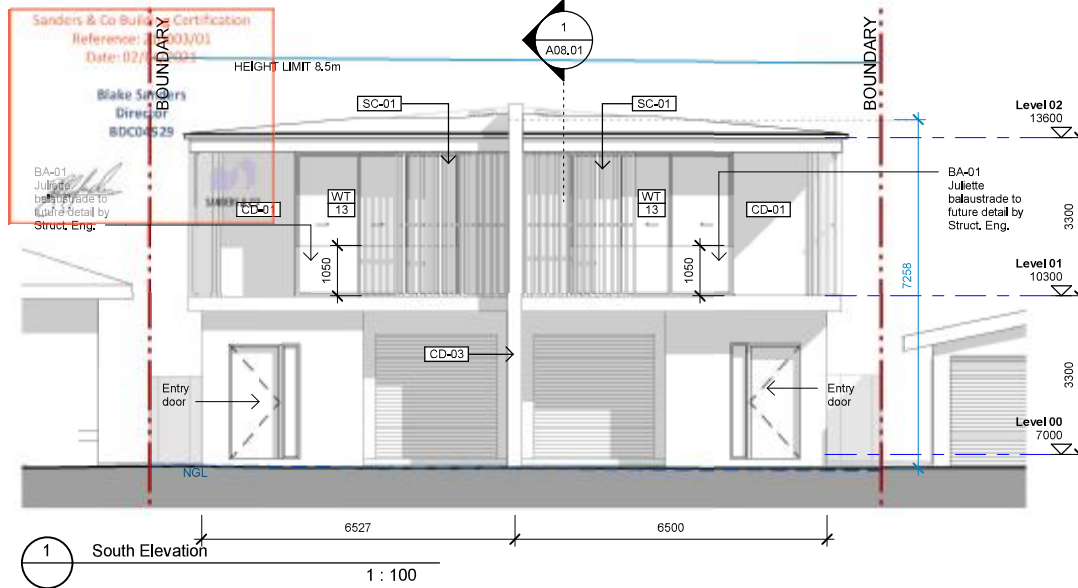 Sanders & Co Building Certification
Reference:
Date: 02/
Blake Sanders
Director
BDC04529
BOUNDARY
HEIGHT LIMIT 8.5m
1
A08.01
BOUNDARY
SC-01
SC-01
Level 02
13600
BA-01
Juliette
balaustrade to
future detail by
Struct. Eng.
CD-01
WT
13
WT
13
CD-01
BA-01
Juliette
balaustrade to
future detail by
Struct. Eng.
3300
1050
1050
7258
Level 01
10300
CD-03
3300
Entry
door
Entry
door
Level 00
7000
NGL
6527
6500
1
South Elevation
1 : 100